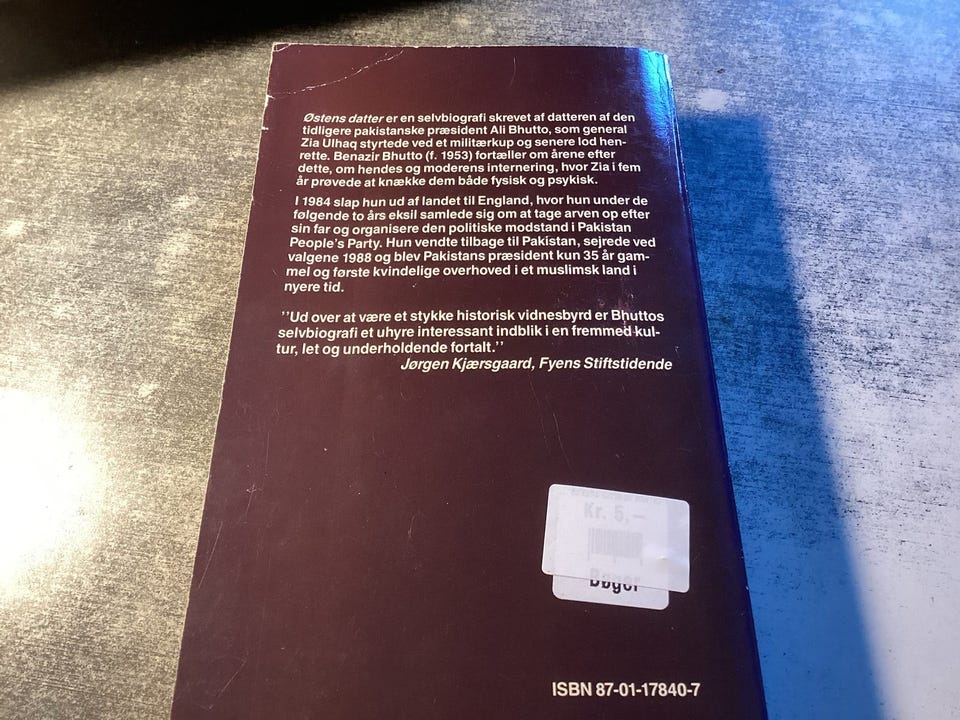 Østens datter er en selvbiografi skrevet af datteren af den
tidligere pakistanske præsident Ali Bhutto, som general
Zia Ulhaq styrtede ved et militærkup og senere lod hen-
rette. Benazir Bhutto (f. 1953) fortæller om årene efter
dette, om hendes og moderens internering, hvor Zia i fem
år prøvede at knække dem både fysisk og psykisk.
I 1984 slap hun ud af landet til England, hvor hun under de
følgende to års eksil samlede sig om at tage arven op efter
sin far og organisere den politiske modstand i Pakistan
People's Party. Hun vendte tilbage til Pakistan, sejrede ved
valgene 1988 og blev Pakistans præsident kun 35 år gam-
mel og første kvindelige overhoved i et muslimsk land i
nyere tid.
''Ud over at være et stykke historisk vidnesbyrd er Bhuttos
selvbiografi et uhyre interessant indblik i en fremmed kul-
tur, let og underholdende fortalt.''
Jørgen Kjærsgaard, Fyens Stiftstidende
Kr. 5,—
Bøger
ISBN 87-01-17840-7